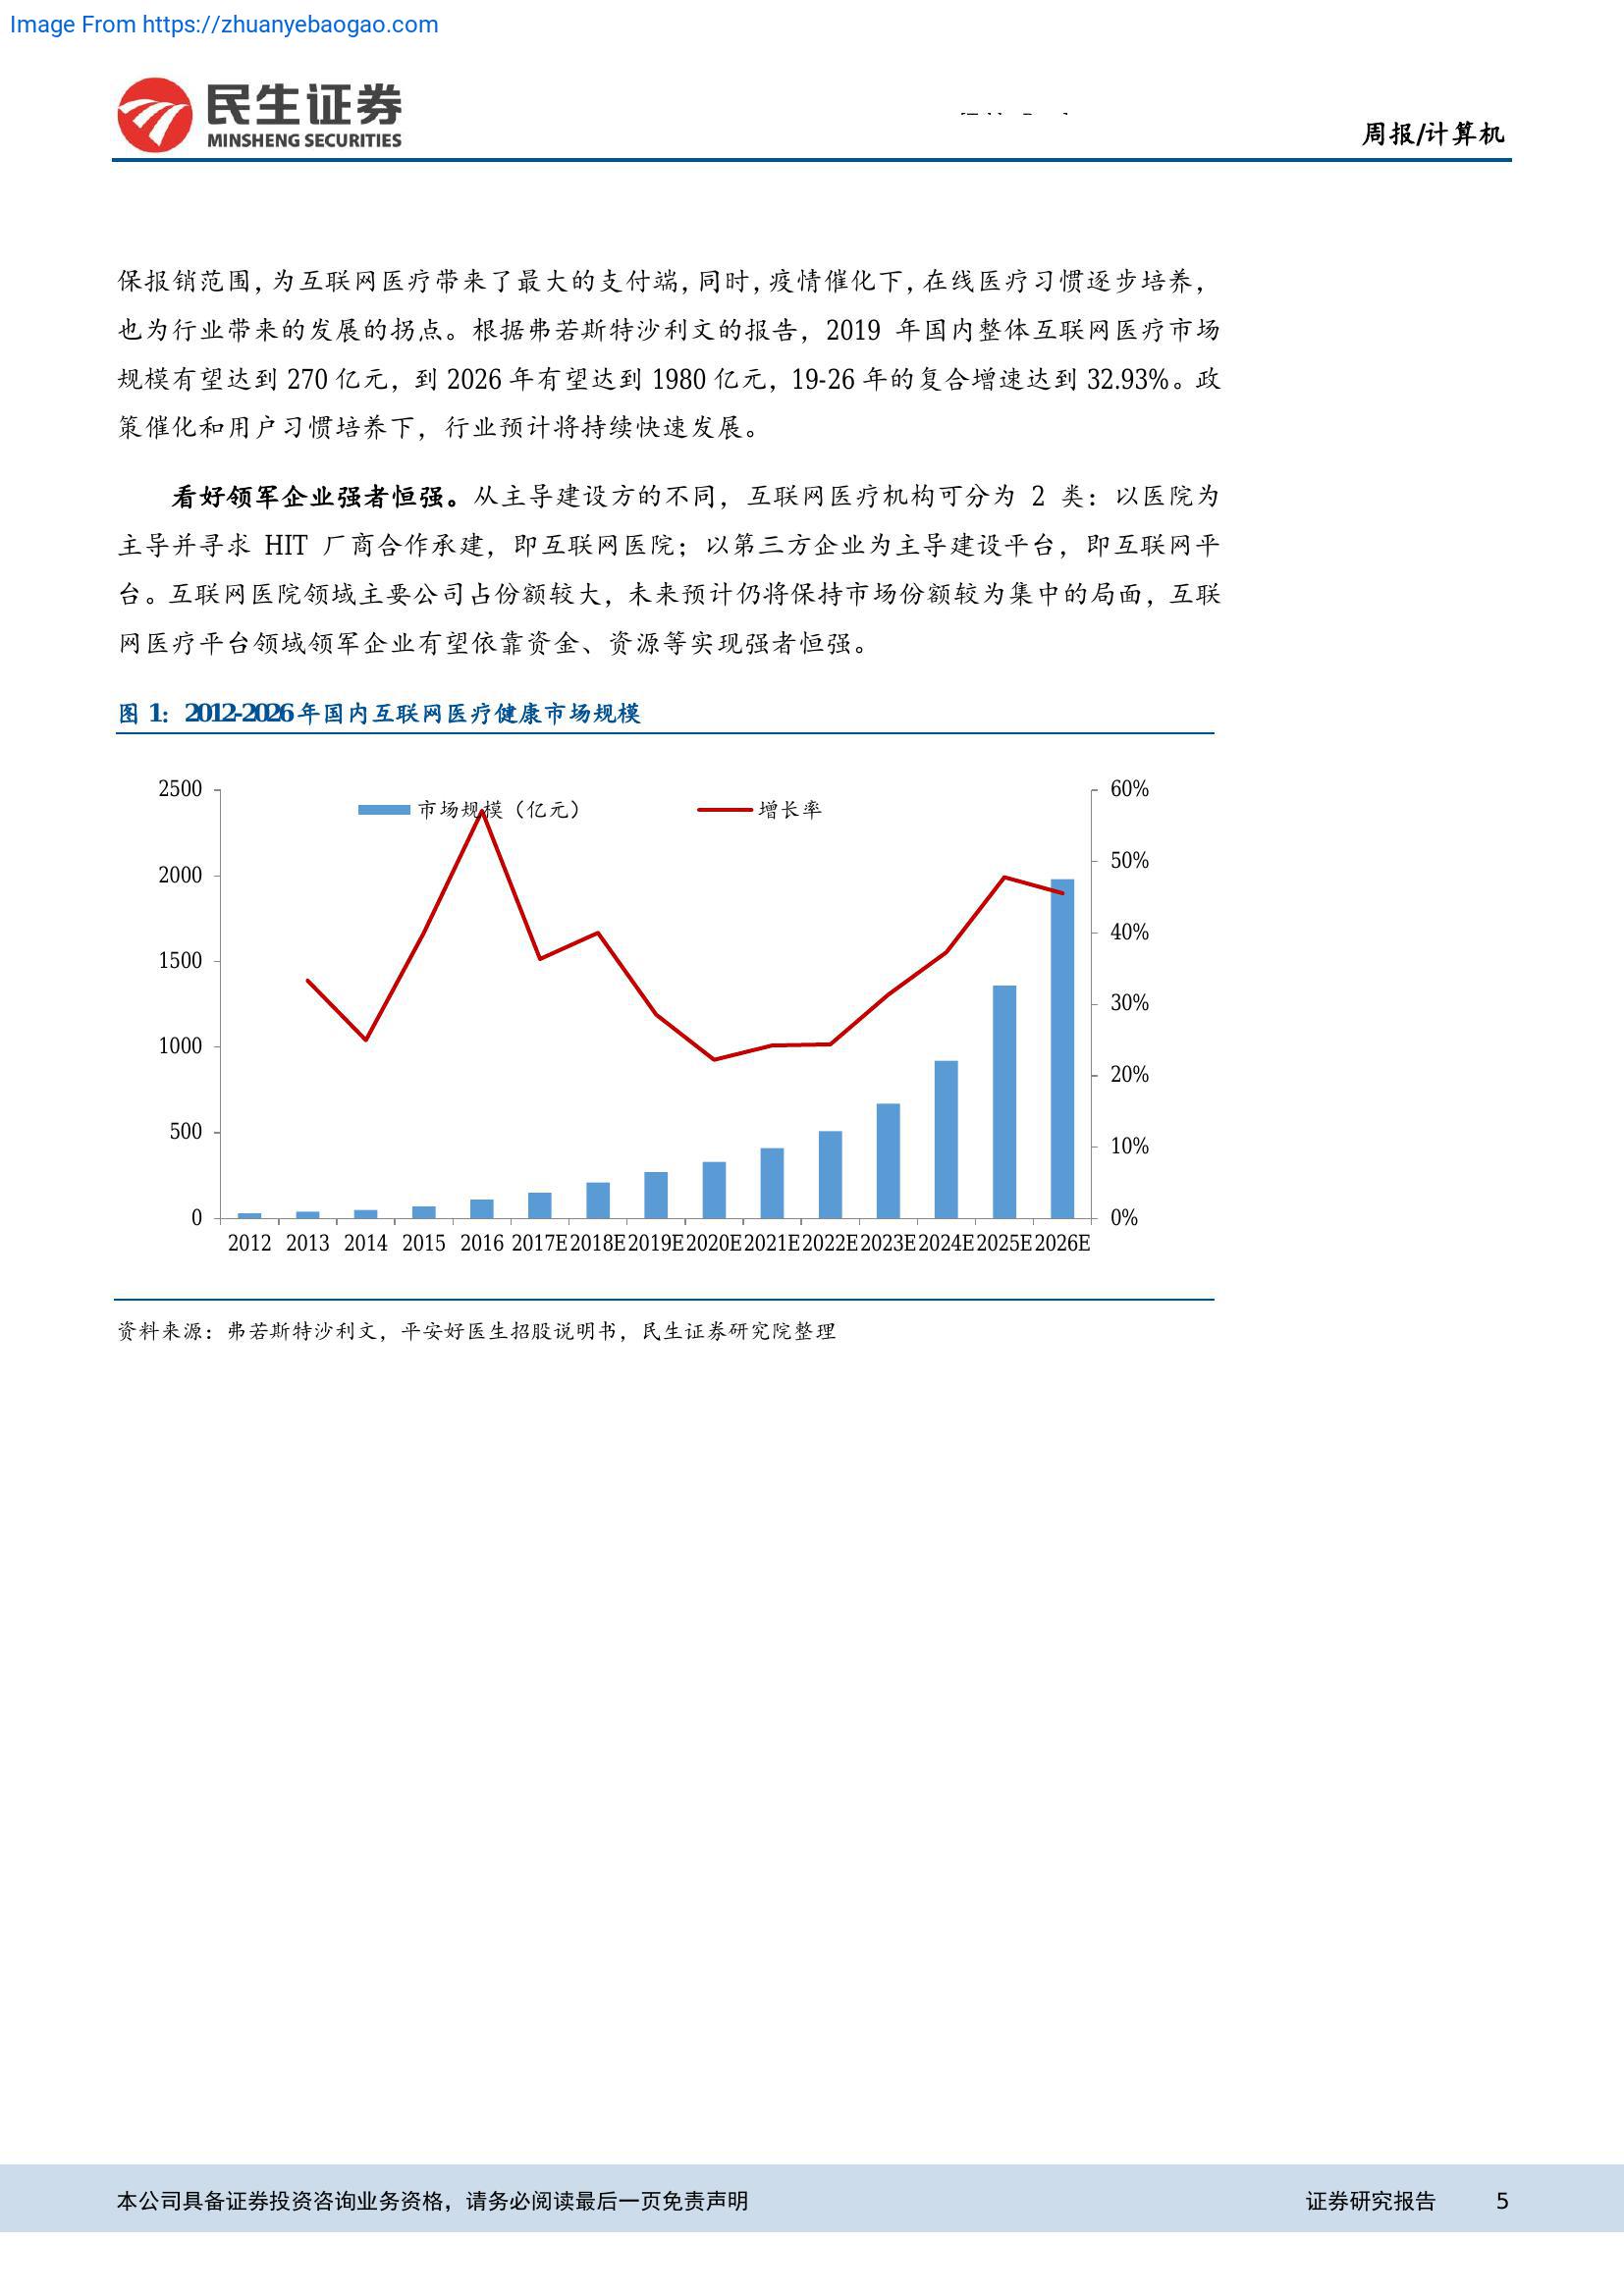 Image From https://zhuanyebaogao.com
民生证券
MINSHENG SECURITIES
周报/计算机
保报销范围，为互联网医疗带来了最大的支付端，同时，疫情催化下，在线医疗习惯逐步培养，
也为行业带来的发展的拐点。根据弗若斯特沙利文的报告，2019 年国内整体互联网医疗市场
规模有望达到 270 亿元，到 2026 年有望达到 1980 亿元，19-26 年的复合增速达到 32.93%。政
策催化和用户习惯培养下，行业预计将持续快速发展。
看好领军企业强者恒强。从主导建设方的不同，互联网医疗机构可分为 2 类：以医院为
主导并寻求 HIT 厂商合作承建，即互联网医院；以第三方企业为主导建设平台，即互联网平
台。互联网医院领域主要公司占份额较大，未来预计仍将保持市场份额较为集中的局面，互联
网医疗平台领域领军企业有望依靠资金、资源等实现强者恒强。
图 1：2012-2026 年国内互联网医疗健康市场规模
市场规模（亿元） 增长率
2500 60%
50%
2000
40%
1500
30%
1000
20%
500
10%
0 0%
2012 2013 2014 2015 2016 2017E 2018E 2019E 2020E 2021E 2022E 2023E 2024E 2025E 2026E
资料来源：弗若斯特沙利文，平安好医生招股说明书，民生证券研究院整理
本公司具备证券投资咨询业务资格，请务必阅读最后一页免责声明 证券研究报告 5